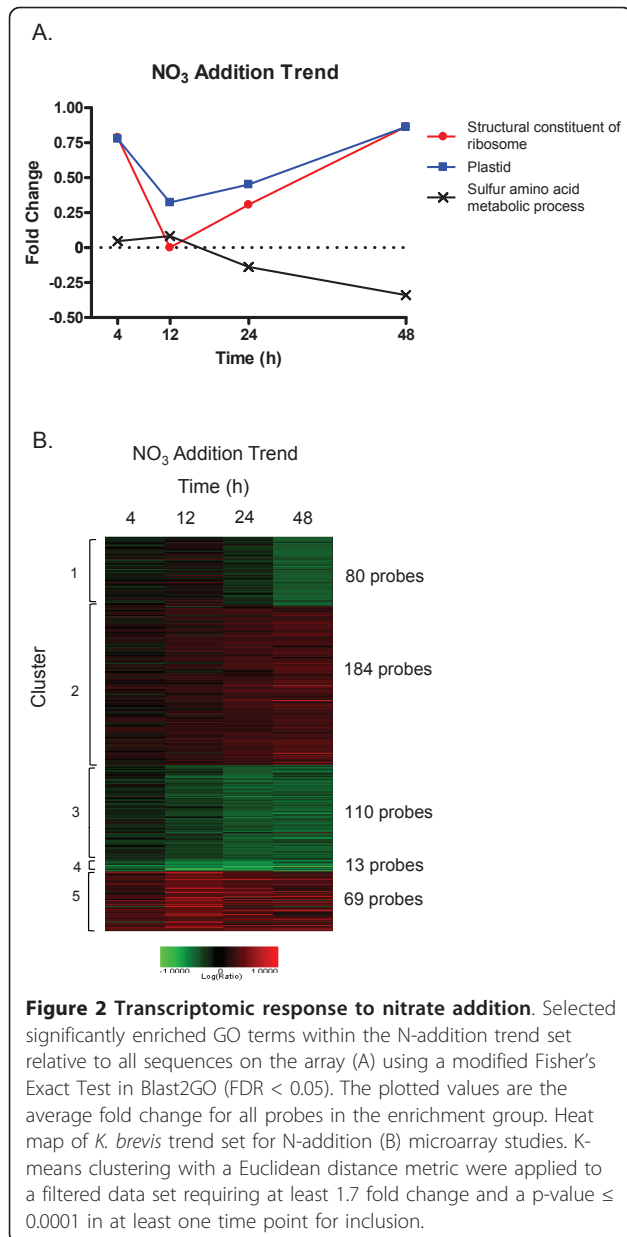 A.
NO₃ Addition Trend
1.00
0.75
0.50
0.25
0
-0.25
-0.50
Fold Change
4 12 24 48
Time (h)
Structural constituent of
ribosome
Plastid
Sulfur amino acid
metabolic process
B.
NO₃ Addition Trend
Time (h)
4 12 24 48
Cluster
1 80 probes
2 184 probes
3 110 probes
4 13 probes
5 69 probes
-1.0000 0 1.0000
Log(Ratio)
Figure 2 Transcriptomic response to nitrate addition. Selected
significantly enriched GO terms within the N-addition trend set
relative to all sequences on the array (A) using a modified Fisher's
Exact Test in Blast2GO (FDR < 0.05). The plotted values are the
average fold change for all probes in the enrichment group. Heat
map of K. brevis trend set for N-addition (B) microarray studies. K-
means clustering with a Euclidean distance metric were applied to
a filtered data set requiring at least 1.7 fold change and a p-value ≤
0.0001 in at least one time point for inclusion.